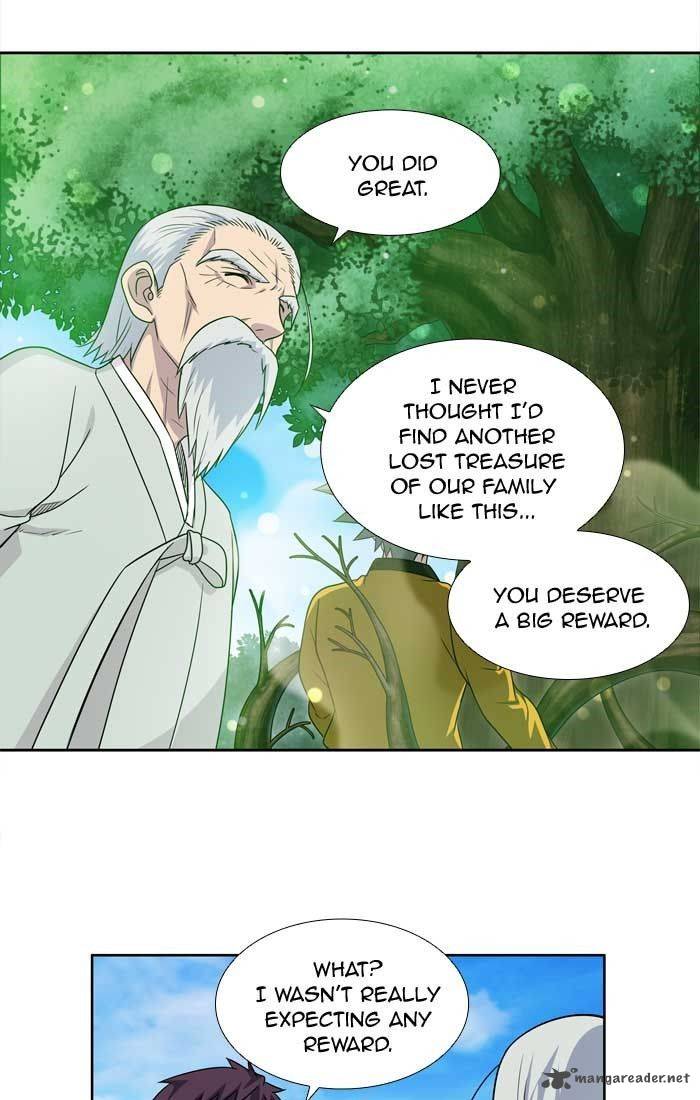 YOU DID
GREAT.
I NEVER
THOUGHT I'D
FIND ANOTHER
LOST TREASURE
OF OUR FAMILY
LIKE THIS...
YOU DESERVE
A BIG REWARD.
WHAT?
I WASN'T REALLY
EXPECTING ANY
REWARD.
mangareader.net